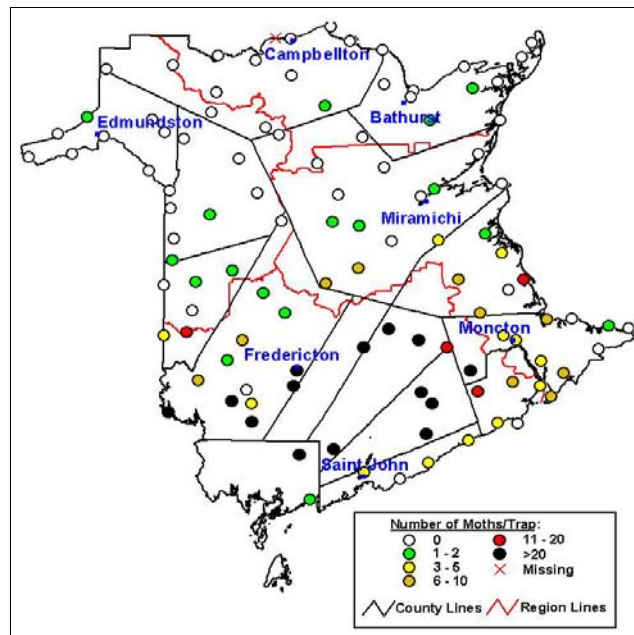 Campbellton
Bathurst
Edmundston
Miramichi
Moncton
Fredericton
Saint John
Number of Moths/Trap:
0
11 - 20
1 - 2
>20
3 - 5
Missing
6 - 10
County Lines
Region Lines